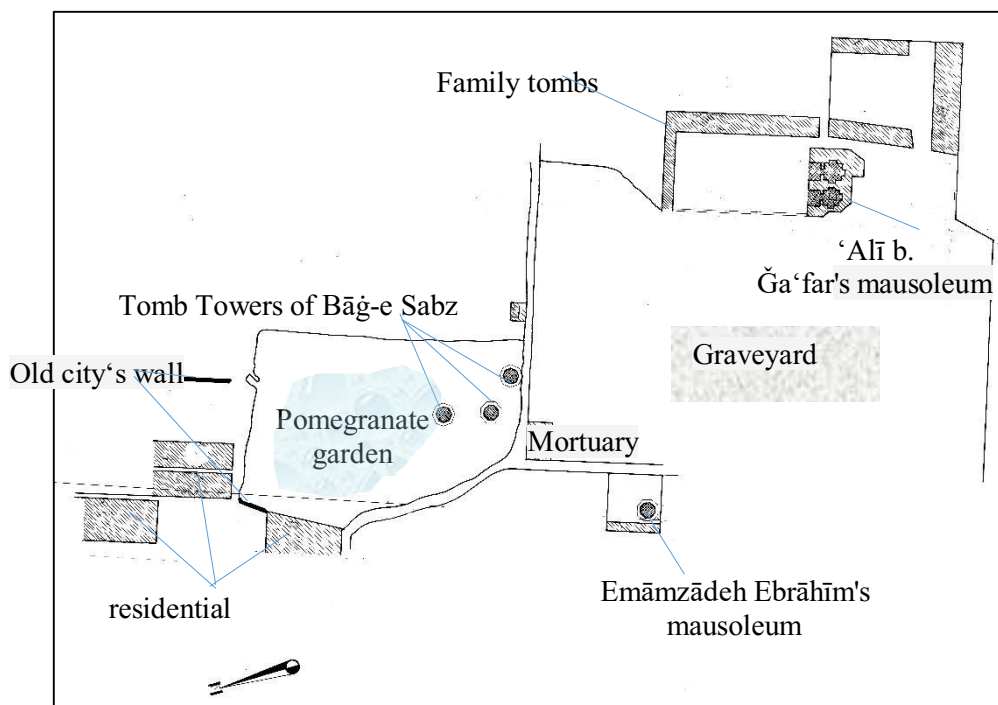 Family tombs
‘Alī b.
Ǧa‘far's mausoleum
Tomb Towers of Bāġ-e Sabz
Graveyard
Old city‘s wall
Pomegranate
garden
Mortuary
Emāmzādeh Ebrāhīm's
mausoleum
residential